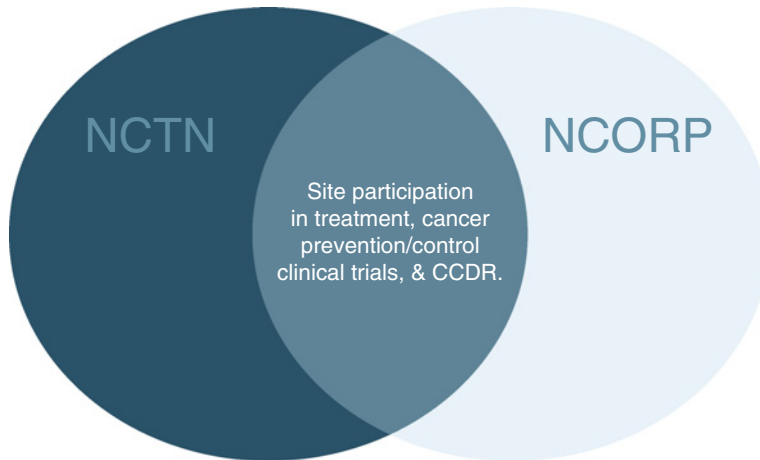 NCTN
NCORP
Site participation
in treatment, cancer
prevention/control
clinical trials, & CCDR.